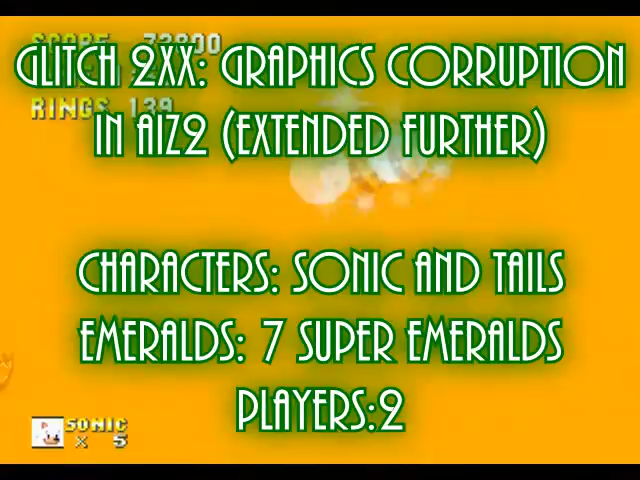 SCORE 72800
GLITCH 2XX: GRAPHICS CORRUPTION
RINGS 139
IN AIZ2 (EXTENDED FURTHER)
CHARACTERS: SONIC AND TAILS
EMERALDS: 7 SUPER EMERALDS
PLAYERS:2
SONIC
X 5